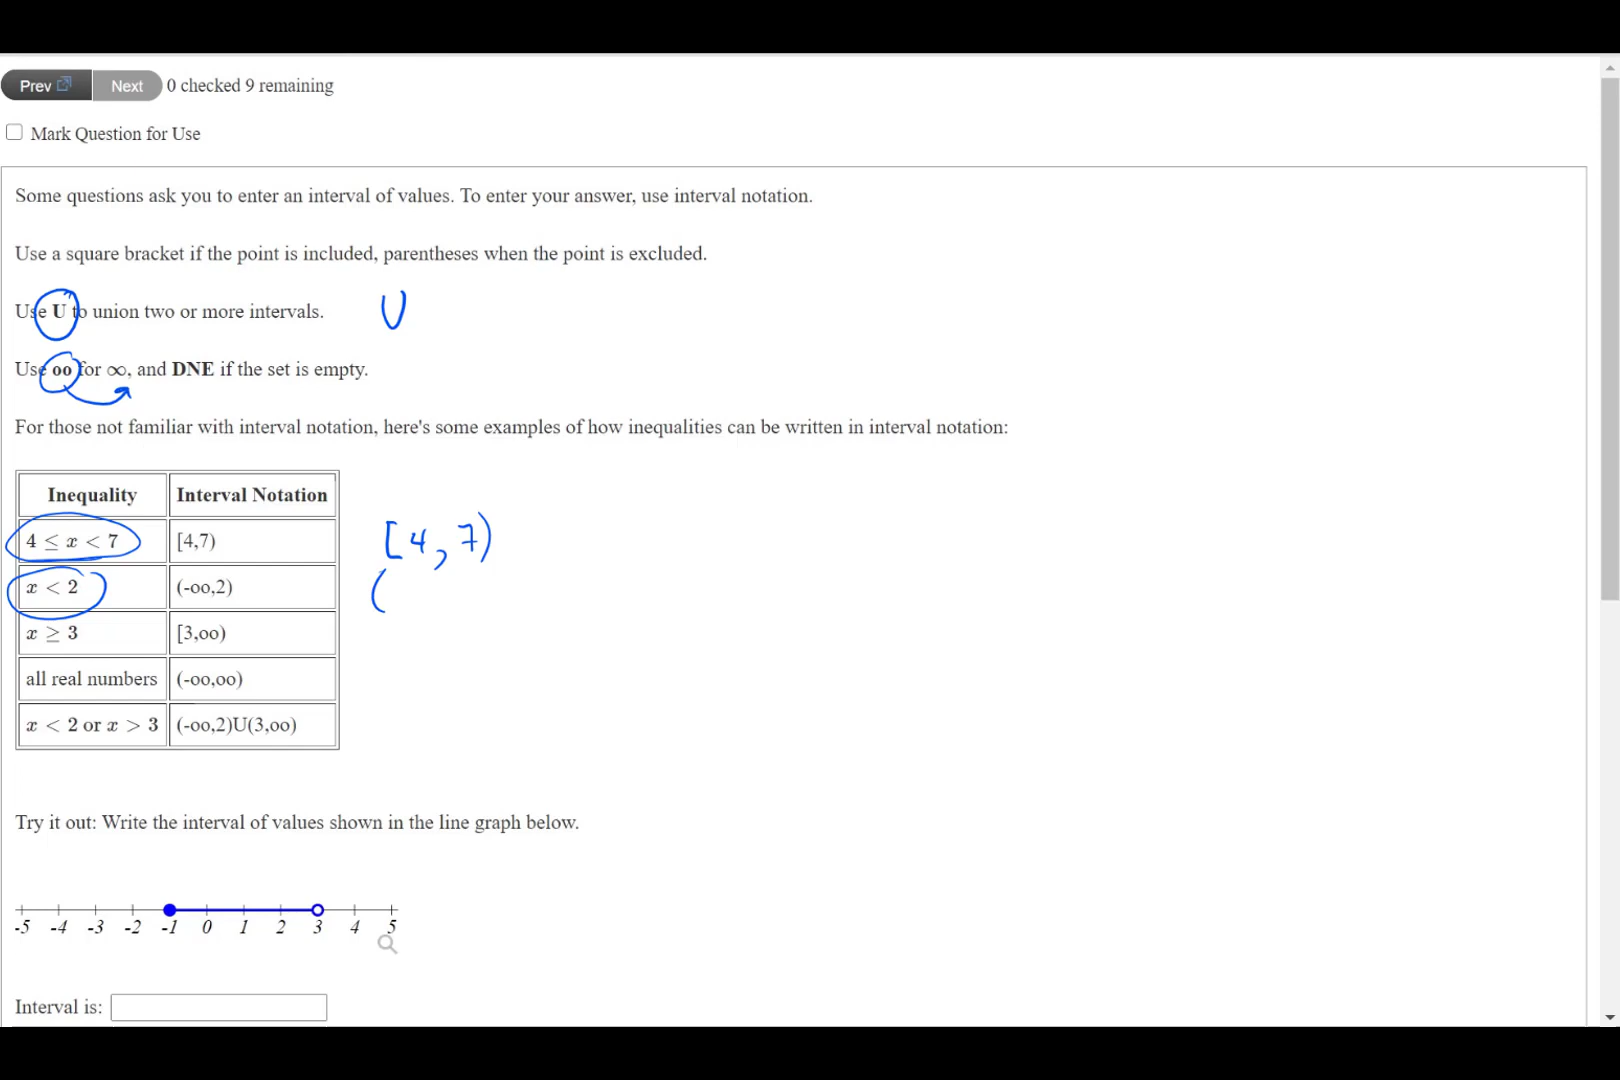 Prev Next 0 checked 9 remaining
Mark Question for Use
Some questions ask you to enter an interval of values. To enter your answer, use interval notation.
Use a square bracket if the point is included, parentheses when the point is excluded.
Use U to union two or more intervals. U
Use oo for ∞, and DNE if the set is empty.
For those not familiar with interval notation, here's some examples of how inequalities can be written in interval notation:
Inequality Interval Notation
4 ≤ x < 7 [4,7) [4,7)
x < 2 (-oo,2) (
x ≥ 3 [3,oo)
all real numbers (-oo,oo)
x < 2 or x > 3 (-oo,2)U(3,oo)
Try it out: Write the interval of values shown in the line graph below.
-5 -4 -3 -2 -1 0 1 2 3 4 5
Interval is: